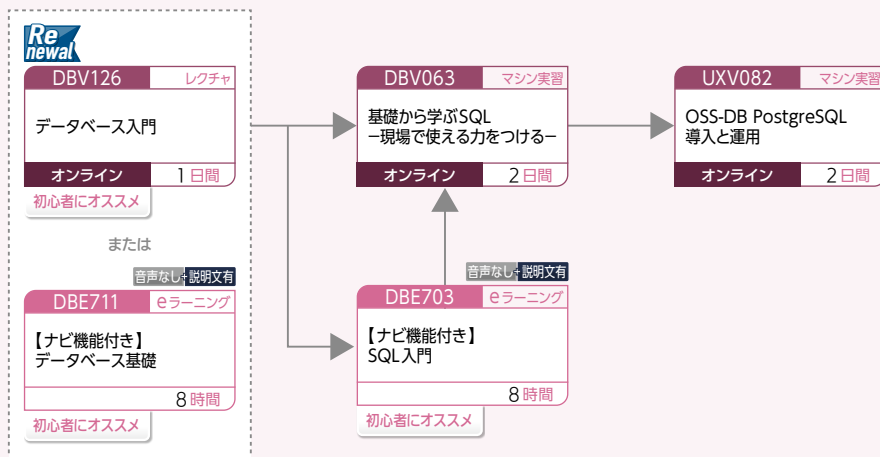 Re
newal
DBV126 レクチャ
データベース入門
オンライン 1日間
初心者にオススメ
または
音声なし+説明文有
DBE711 eラーニング
【ナビ機能付き】
データベース基礎
8時間
初心者にオススメ
DBV063 マシン実習
基礎から学ぶSQL
−現場で使える力をつける−
オンライン 2日間
音声なし+説明文有
DBE703 eラーニング
【ナビ機能付き】
SQL入門
8時間
初心者にオススメ
UXV082 マシン実習
OSS-DB PostgreSQL
導入と運用
オンライン 2日間